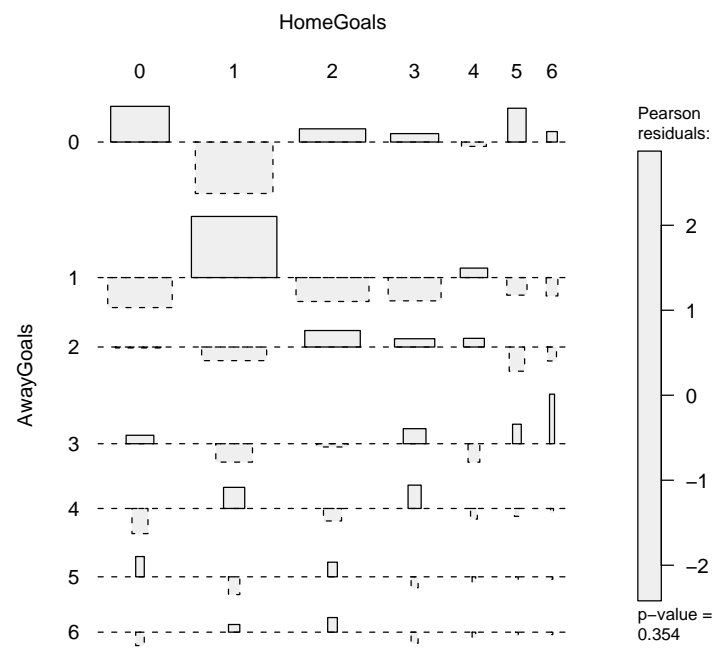 HomeGoals
0 1 2 3 4 5 6
AwayGoals
0
1
2
3
4
5
6
Pearson
residuals:
2
1
0
−1
−2
p−value =
0.354